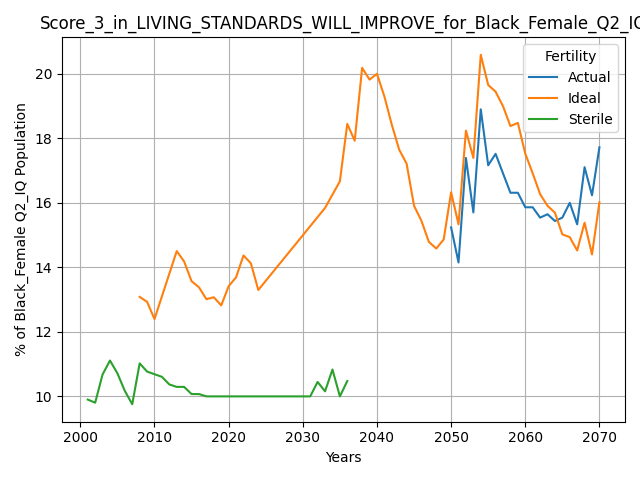 Score_3_in_LIVING_STANDARDS_WILL_IMPROVE_for_Black_Female_Q2_IQ
Fertility
Actual
Ideal
Sterile
% of Black_Female Q2_IQ Population
20
18
16
14
12
10
2000 2010 2020 2030 2040 2050 2060 2070
Years